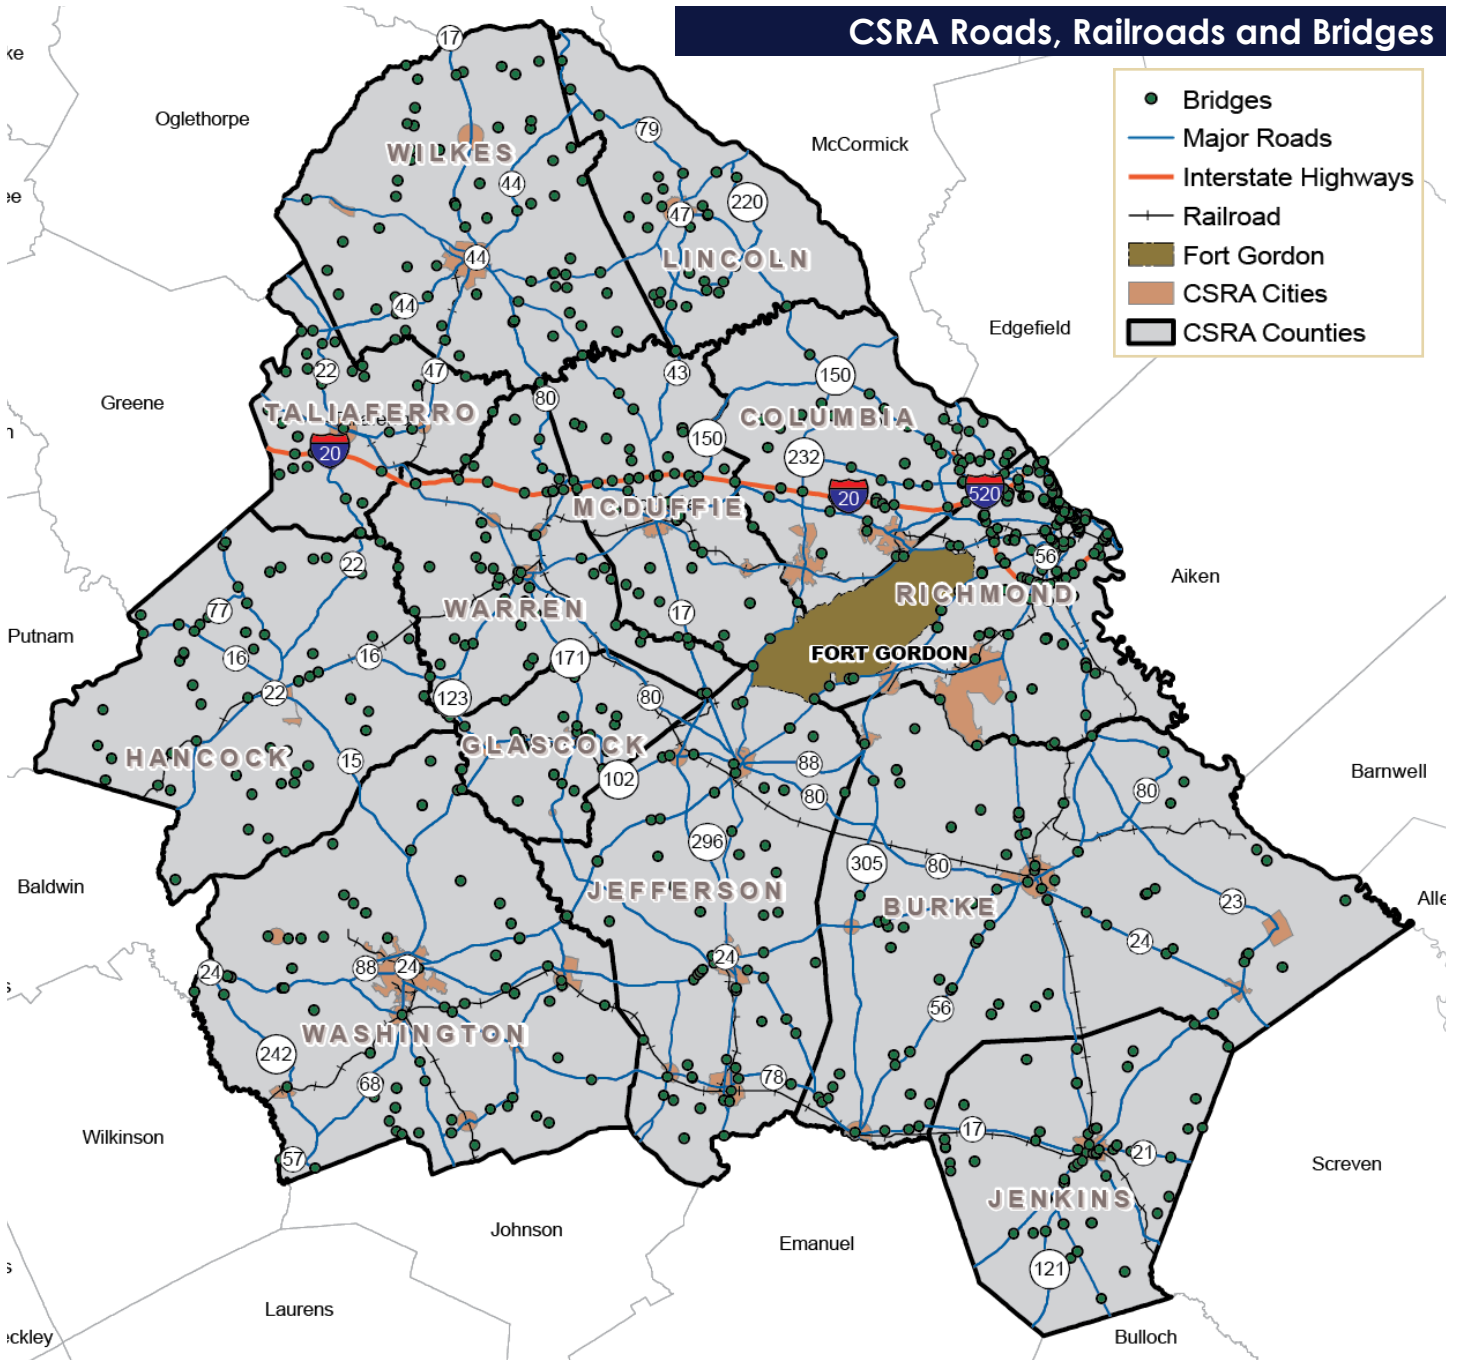 CSRA Roads, Railroads and Bridges
Bridges
Major Roads
Interstate Highways
Railroad
Fort Gordon
CSRA Cities
CSRA Counties
17
ke
Oglethorpe
79
McCormick
WILKES
44
ee
220
47
44
LINCOLN
44
Edgefield
22
47
43
150
80
Greene
TALIAFERRO
COLUMBIA
150
20
232
20
520
MCDUFFIE
56
22
Aiken
RICHMOND
77
WARREN
17
Putnam
16
16
171
FORT GORDON
22
123
80
GLASCOCK
HANCOCK
15
102
88
Barnwell
80
80
296
305
80
Baldwin
JEFFERSON
BURKE
23
Alle
24
24
88
24
24
s
56
WASHINGTON
242
68
78
Wilkinson
17
57
21
Screven
JENKINS
Johnson
Emanuel
s
121
Laurens
eckley
Bulloch